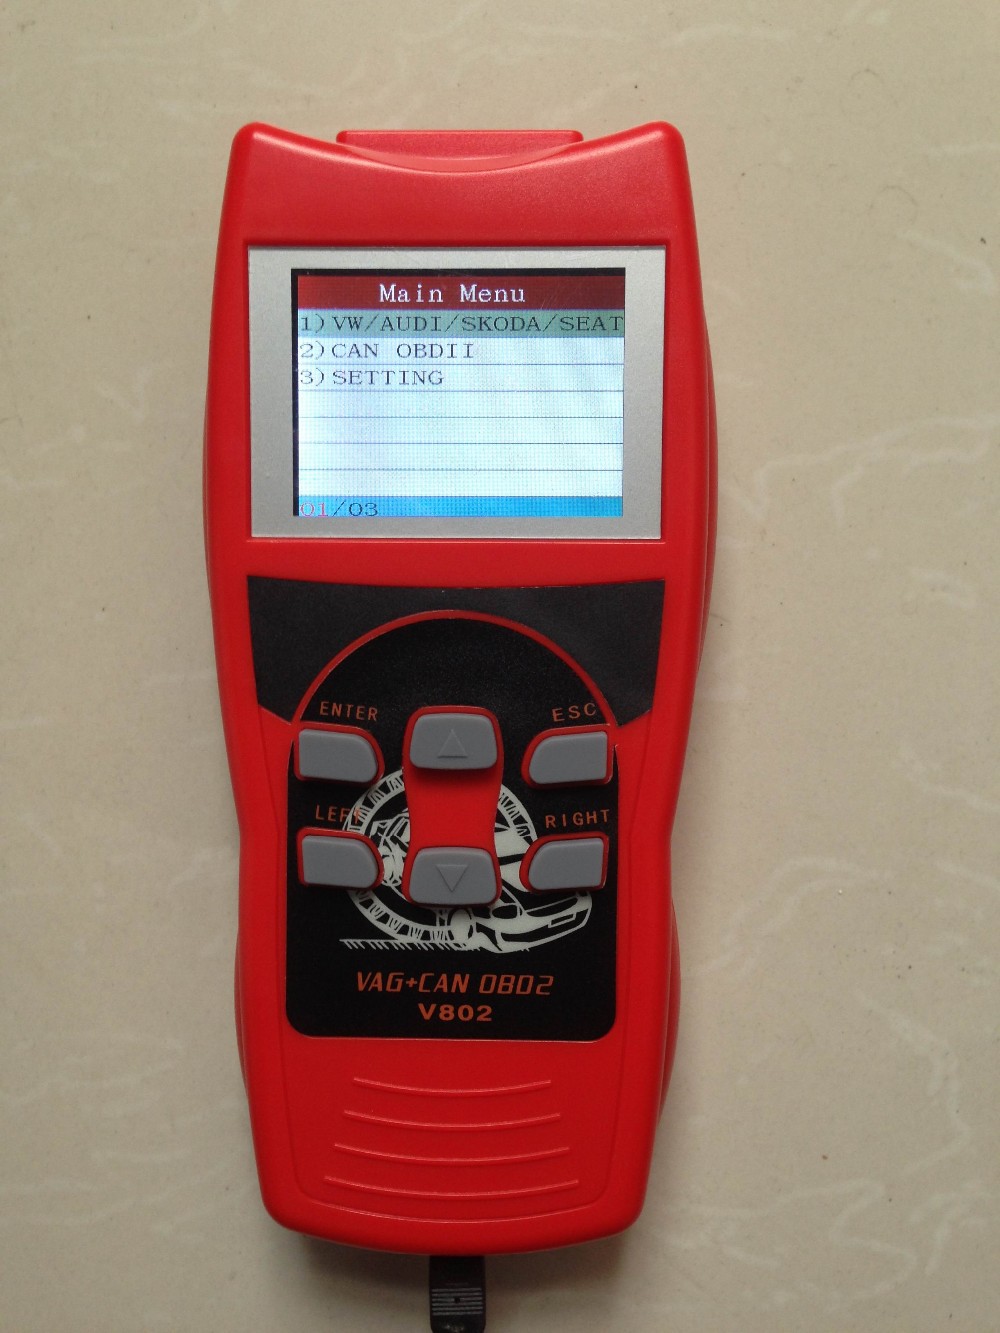 Main Menu
1)VW/AUDI/SKODA/SEAT
2)CAN OBDII
3)SETTING
01/03
ENTER
ESC
LEFT
RIGHT
VAG+CAN OBD2
V802